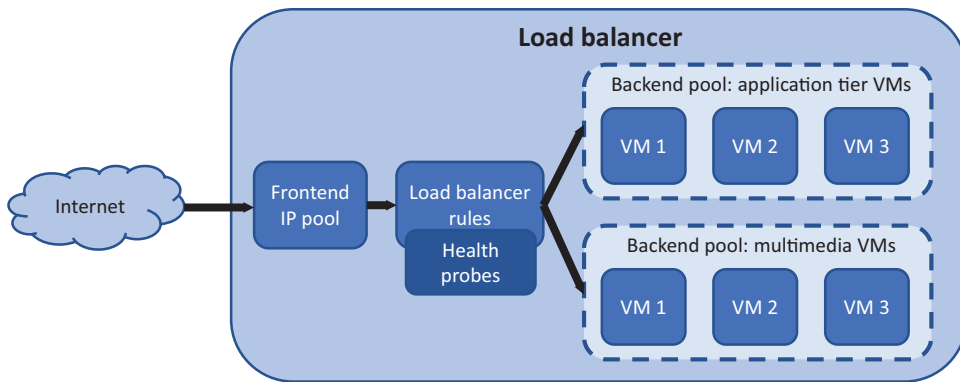 Load balancer
Internet
Frontend
IP pool
Load balancer
rules
Health
probes
Backend pool: application tier VMs
VM 1
VM 2
VM 3
Backend pool: multimedia VMs
VM 1
VM 2
VM 3